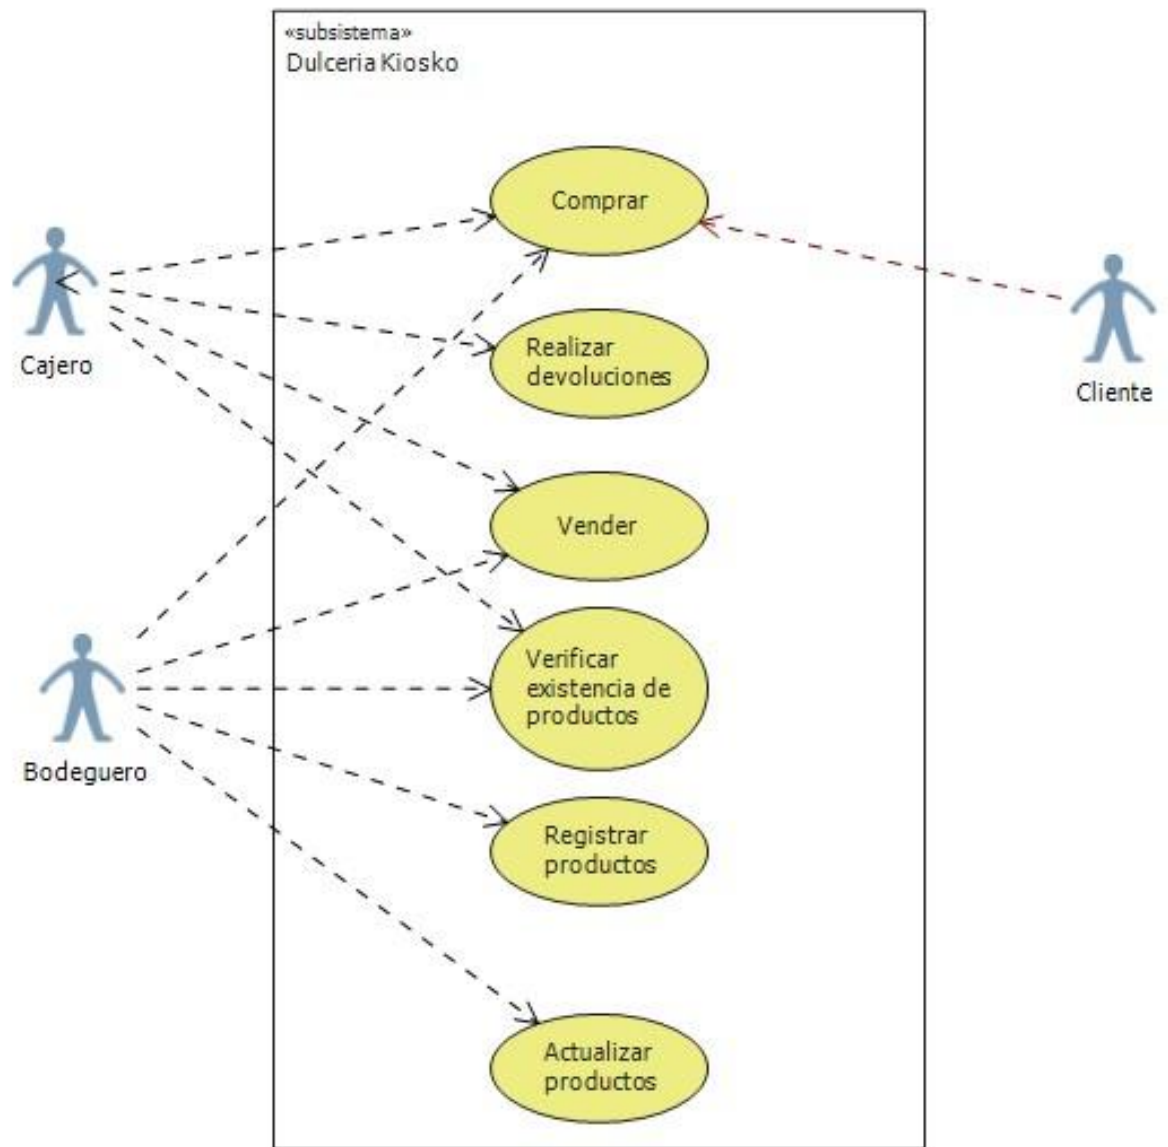 «subsistema»
Dulceria Kiosko
Comprar
Cajero
Realizar
devoluciones
Cliente
Vender
Verificar
existencia de
productos
Bodeguero
Registrar
productos
Actualizar
productos